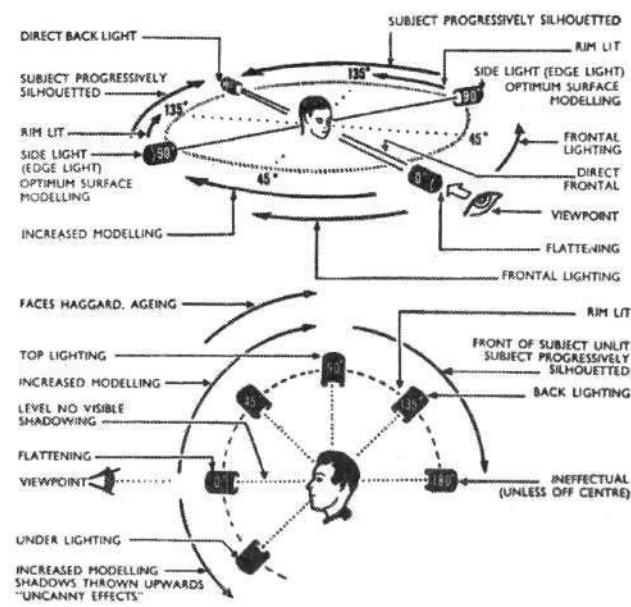 SUBJECT PROGRESSIVELY SILHOUETTED
DIRECT BACK LIGHT
RIM LIT
135°
SUBJECT PROGRESSIVELY
SILHOUETTED
SIDE LIGHT (EDGE LIGHT)
OPTIMUM SURFACE
MODELLING
90°
135°
RIM LIT
45°
FRONTAL
LIGHTING
SIDE LIGHT
(EDGE LIGHT)
OPTIMUM SURFACE
MODELLING
90°
45°
0°
DIRECT
FRONTAL
VIEWPOINT
INCREASED MODELLING
FLATTENING
FRONTAL LIGHTING
FACES HAGGARD, AGEING
RIM LIT
TOP LIGHTING
90°
FRONT OF SUBJECT UNLIT
SUBJECT PROGRESSIVELY
SILHOUETTED
INCREASED MODELLING
45°
135°
BACK LIGHTING
LEVEL NO VISIBLE
SHADOWING
FLATTENING
VIEWPOINT
0°
180°
INEFFECTUAL
(UNLESS OFF CENTRE)
UNDER LIGHTING
INCREASED MODELLING
SHADOWS THROWN UPWARDS
"UNCANNY EFFECTS"